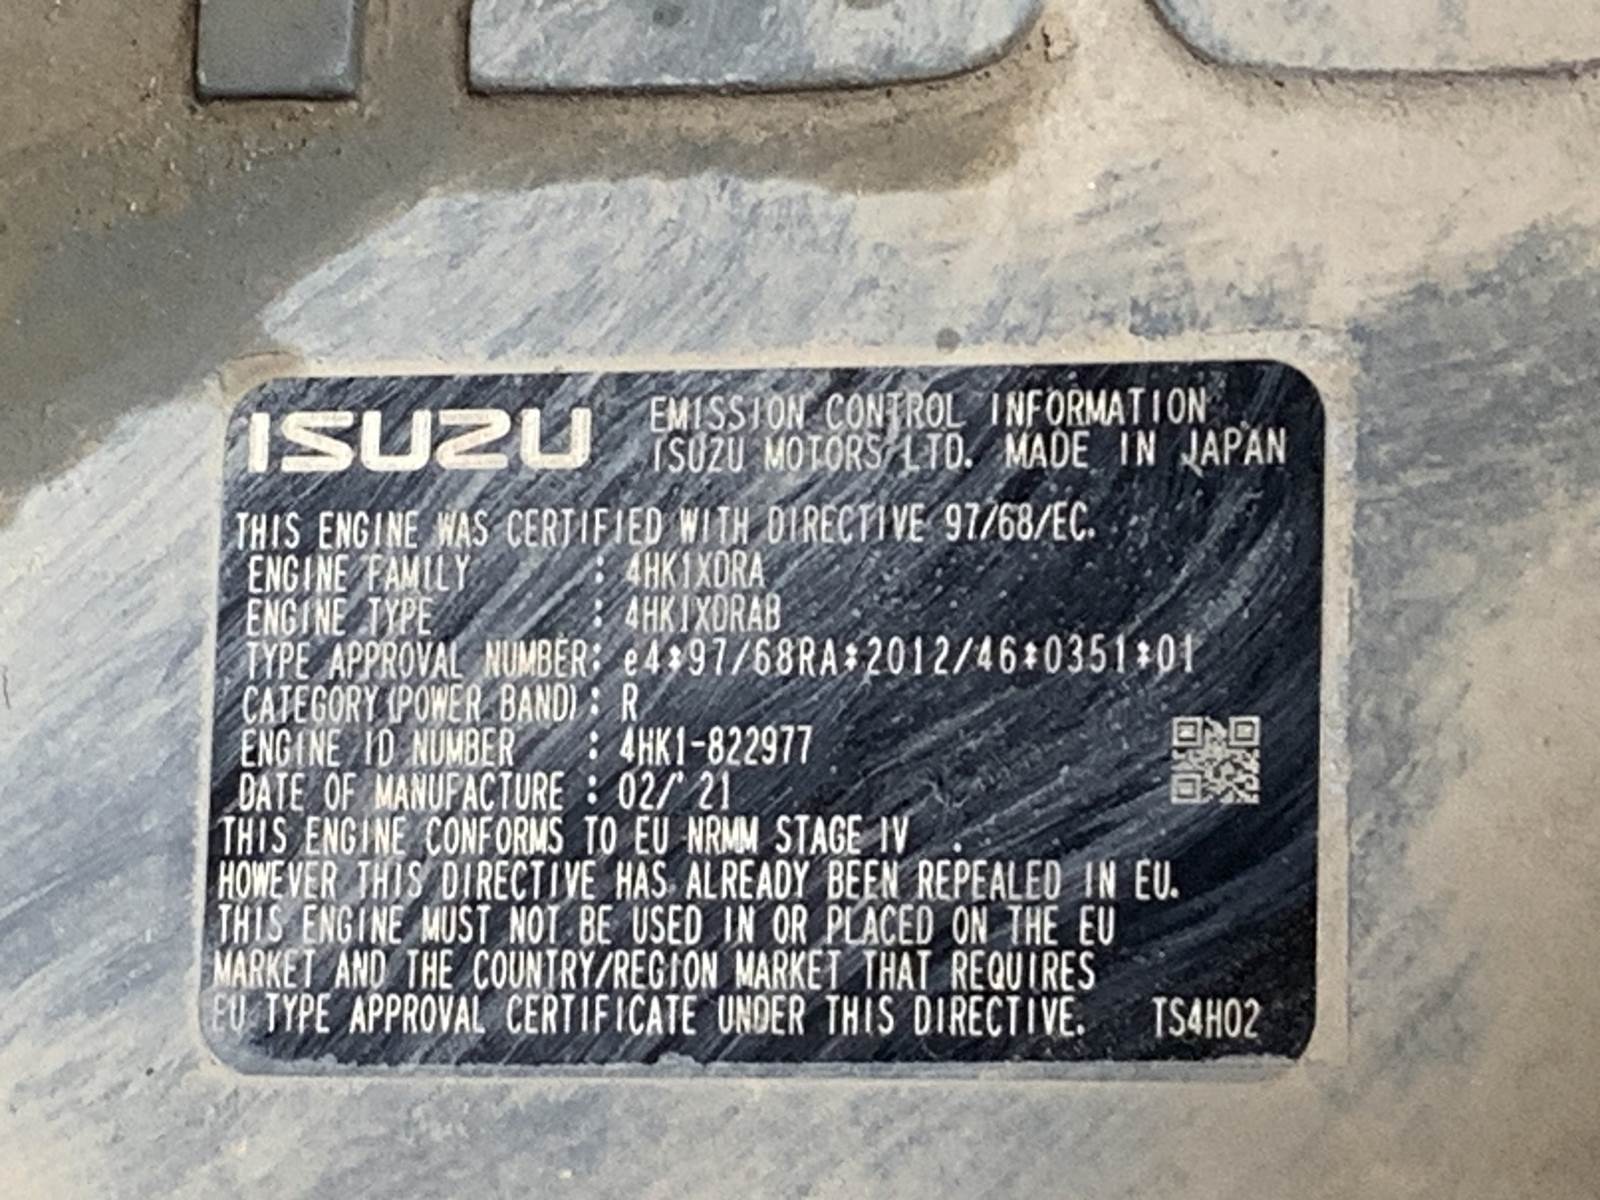 ISUZU
EMISSION CONTROL INFORMATION
ISUZU MOTORS LTD. MADE IN JAPAN
THIS ENGINE WAS CERTIFIED WITH DIRECTIVE 97/68/EC.
ENGINE FAMILY : 4HK1XDRA
ENGINE TYPE : 4HK1XDRAB
TYPE APPROVAL NUMBER: e4*97/68RA*2012/46*0351*01
CATEGORY(POWER BAND) : R
ENGINE ID NUMBER : 4HK1-822977
DATE OF MANUFACTURE : 02/'21
THIS ENGINE CONFORMS TO EU NRMM STAGE IV .
HOWEVER THIS DIRECTIVE HAS ALREADY BEEN REPEALED IN EU.
THIS ENGINE MUST NOT BE USED IN OR PLACED ON THE EU
MARKET AND THE COUNTRY/REGION MARKET THAT REQUIRES
EU TYPE APPROVAL CERTIFICATE UNDER THIS DIRECTIVE. TS4H02